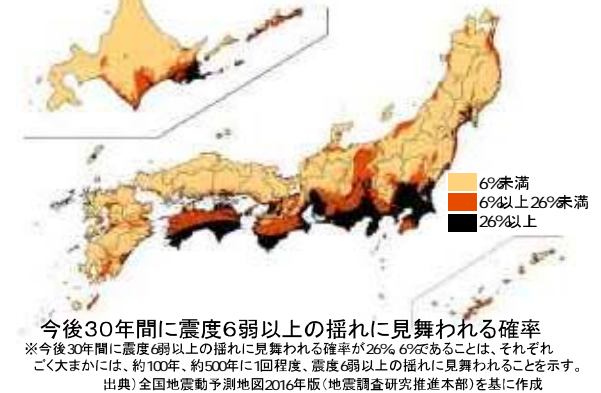 6%未満
6%以上26%未満
26%以上
今後30年間に震度6弱以上の揺れに見舞われる確率
※今後30年間に震度6弱以上の揺れに見舞われる確率が26%、6%であることは、それぞれ
ごく大まかには、約100年、約500年に1回程度、震度6弱以上の揺れに見舞われることを示す。
出典）全国地震動予測地図2016年版（地震調査研究推進本部）を基に作成